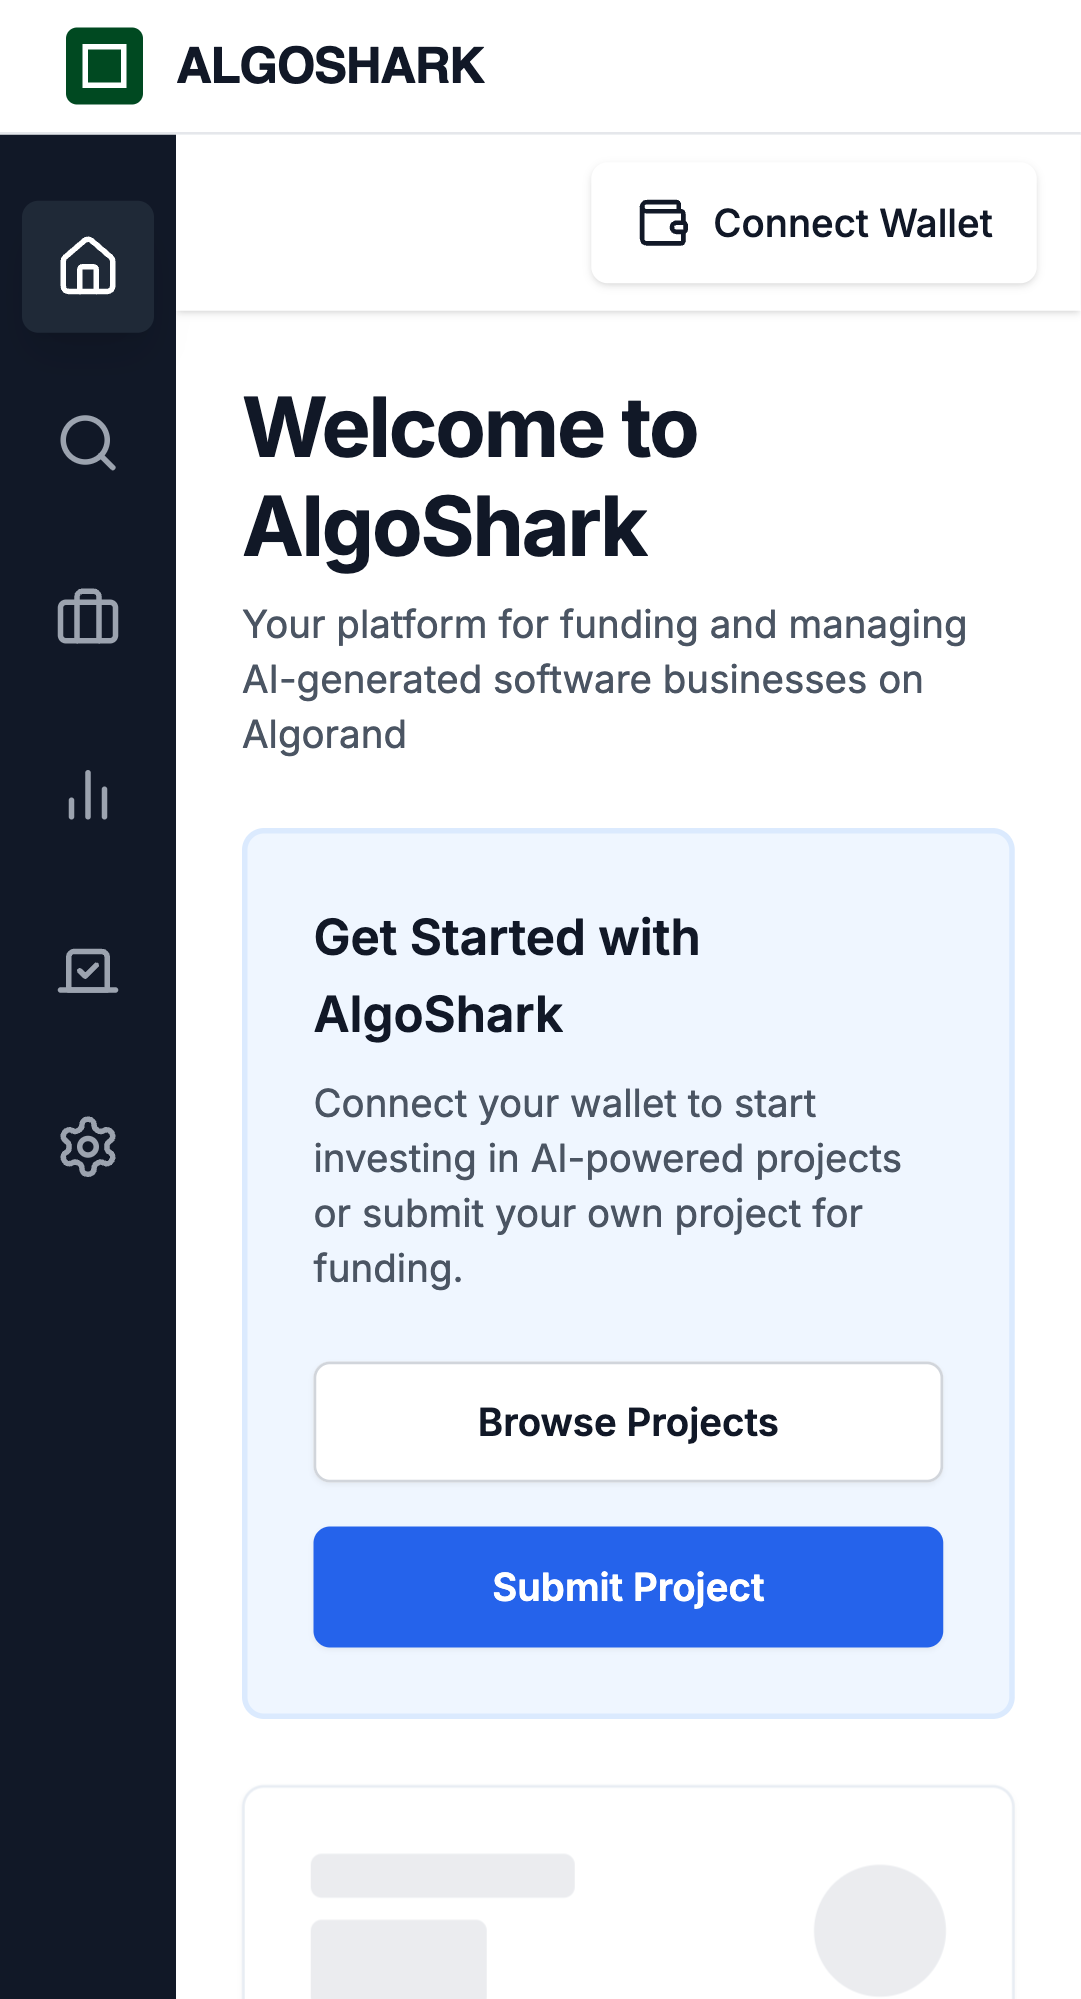 ALGOSHARK
Connect Wallet
Welcome to
AlgoShark
Your platform for funding and managing
AI-generated software businesses on
Algorand
Get Started with
AlgoShark
Connect your wallet to start
investing in AI-powered projects
or submit your own project for
funding.
Browse Projects
Submit Project